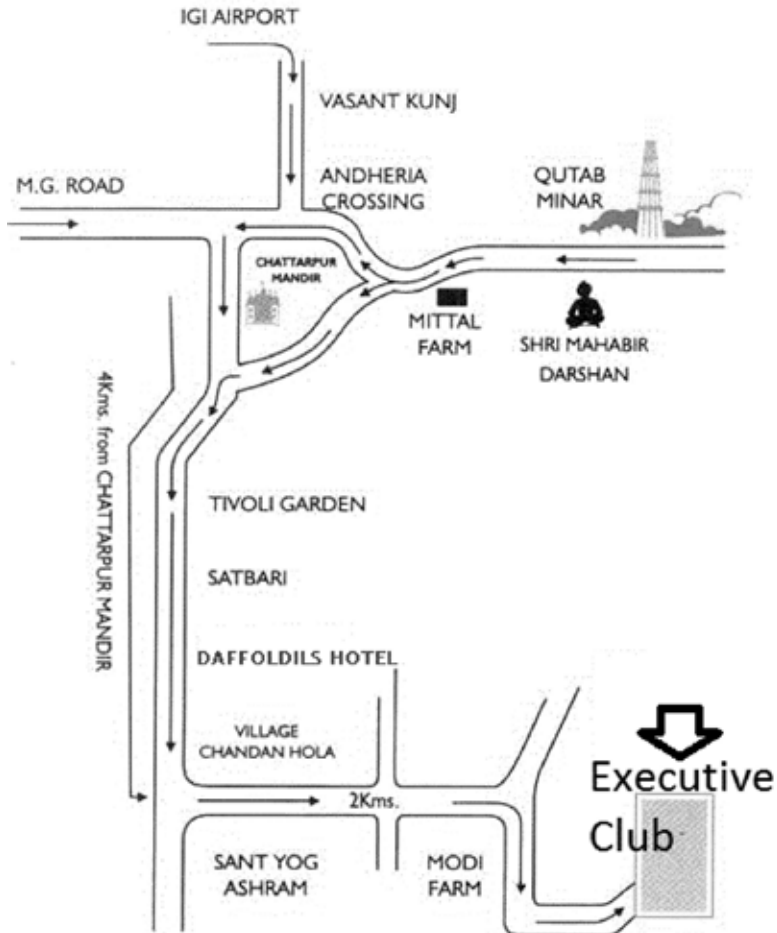 IGI AIRPORT
VASANT KUNJ
M.G. ROAD
ANDHERIA
CROSSING
QUTAB
MINAR
CHATTARPUR
MANDIR
MITTAL
FARM
SHRI MAHABIR
DARSHAN
4Kms. from CHATTARPUR MANDIR
TIVOLI GARDEN
SATBARI
DAFFOLDILS HOTEL
VILLAGE
CHANDAN HOLA
2Kms.
Executive
Club
SANT YOG
ASHRAM
MODI
FARM